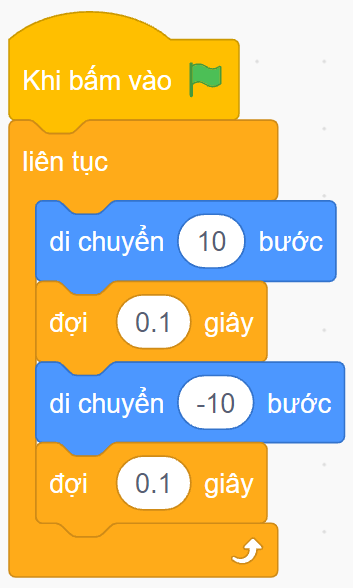 Khi bấm vào
liên tục
di chuyển 10 bước
đợi 0.1 giây
di chuyển -10 bước
đợi 0.1 giây